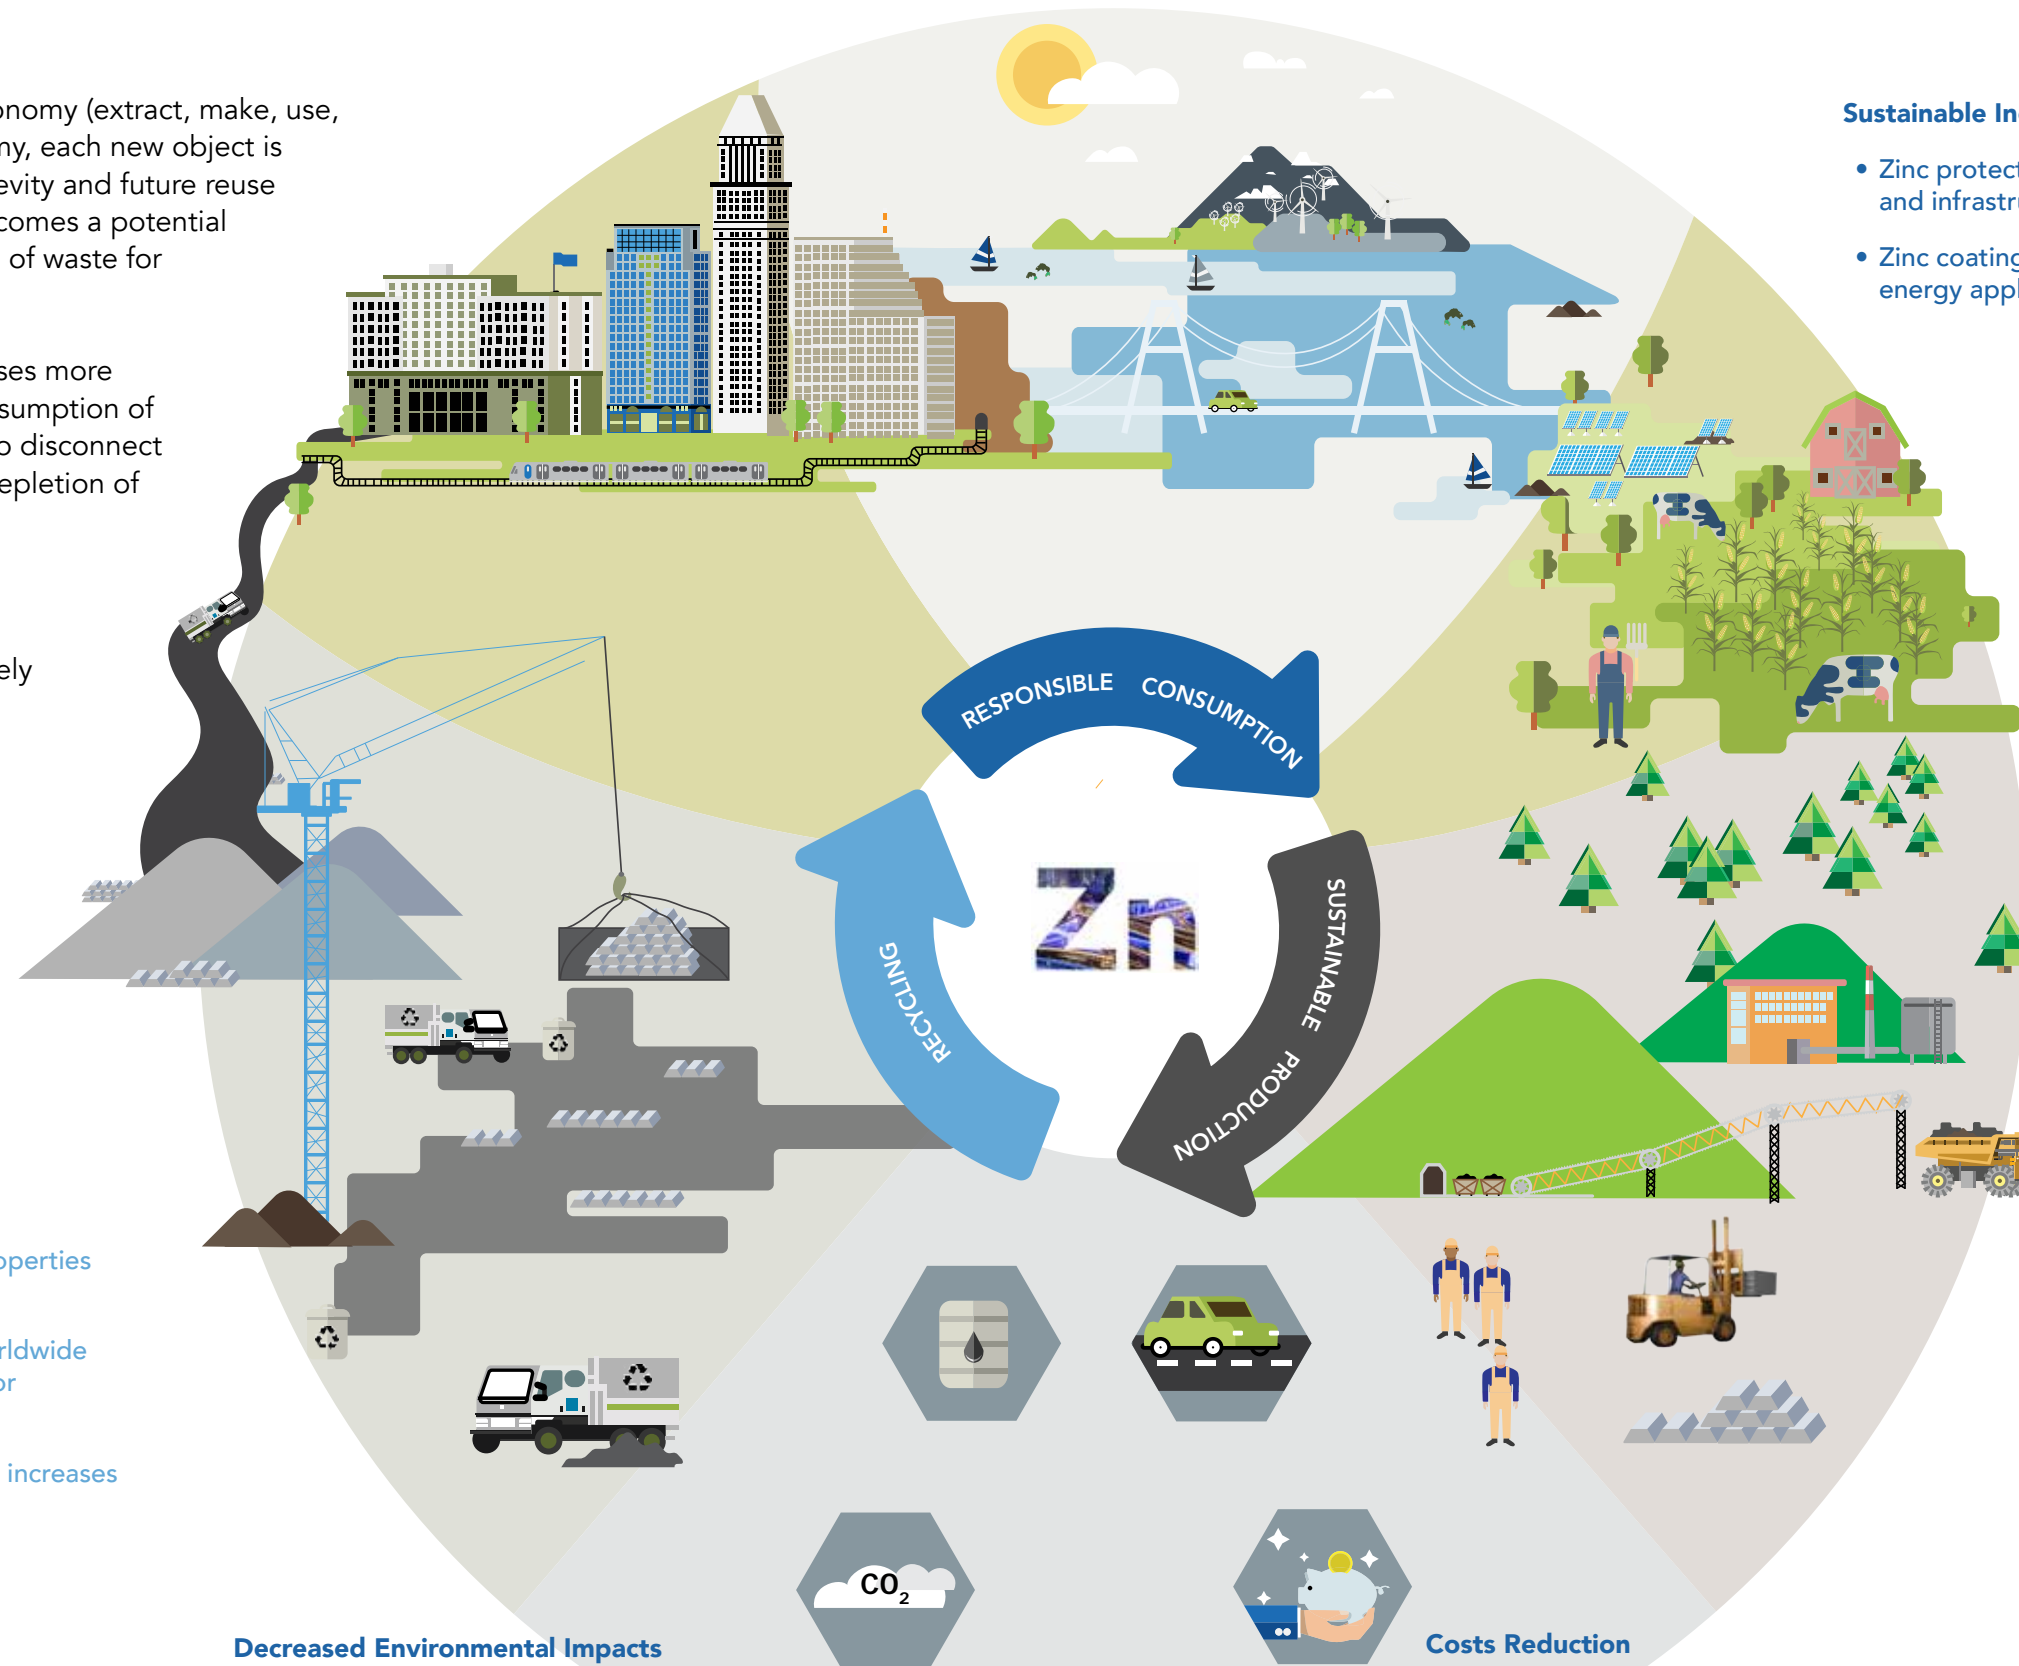 onomy (extract, make, use,
my, each new object is
evity and future reuse
comes a potential
of waste for
ses more
sumption of
o disconnect
epletion of
ely
operties
rldwide
or
increases
Sustainable In
• Zinc protect
and infrastru
• Zinc coating
energy appl
RESPONSIBLE CONSUMPTION
SUSTAINABLE PRODUCTION
RECYCLING
Zn
CO2
Decreased Environmental Impacts
Costs Reduction